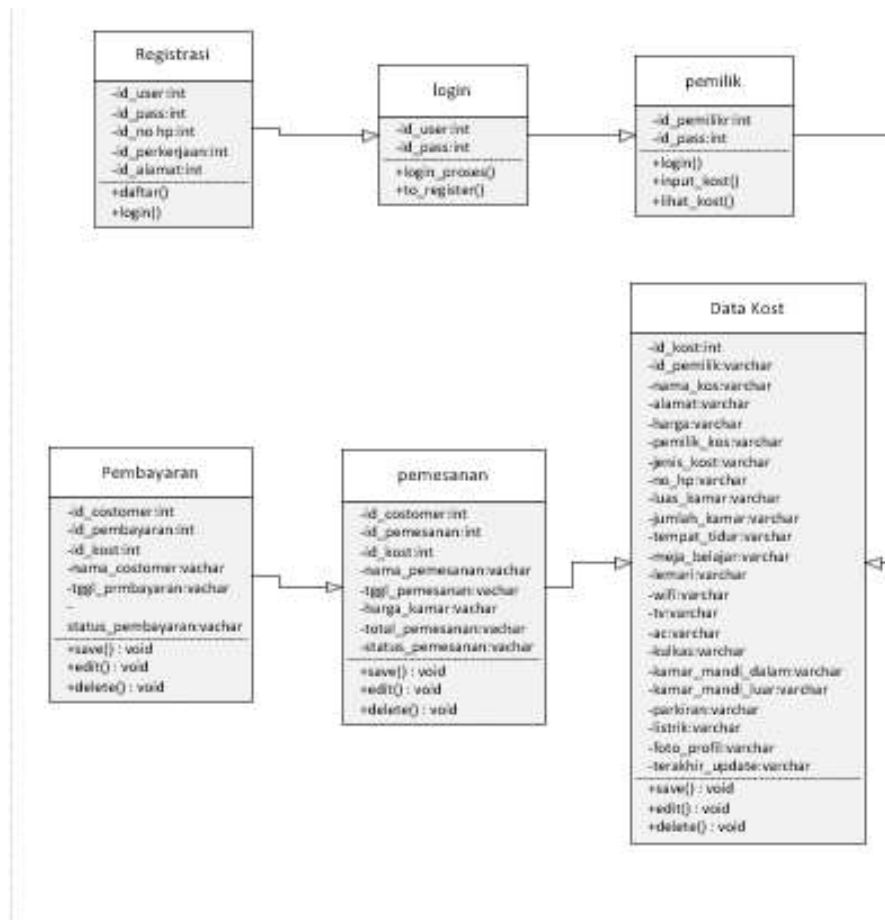 Registrasi
-id_user:int
-id_pass:int
-id_no hp:int
-id_perkerjaan:int
-id_alamat:int
+daftar()
+login()
login
-id_user:int
-id_pass:int
+login_proses()
+to_register()
pemilik
-id_pemilikr:int
-id_pass:int
+login()
+input_kost()
+lihat_kost()
Pembayaran
-id_costomer:int
-id_pembayaran:int
-id_kost:int
-nama_costomer:vachar
-tggl_prmbayaran:vachar
-
status_pembayaran:vachar
+save() : void
+edit() : void
+delete() : void
pemesanan
-id_costomer:int
-id_pemesanan:int
-id_kost:int
-nama_pemesanan:vachar
-tggl_pemesanan:vachar
-harga_kamar:vachar
-total_pemesanan:vachar
-status_pemesanan:vachar
+save() : void
+edit() : void
+delete() : void
Data Kost
-id_kost:int
-id_pemilik:varchar
-nama_kos:varchar
-alamat:varchar
-harga:varchar
-pemilik_kos:varchar
-jenis_kost:varchar
-no_hp:varchar
-luas_kamar:varchar
-jumlah_kamar:varchar
-tempat_tidur:varchar
-meja_belajar:varchar
-lemari:varchar
-wifi:varchar
-tv:varchar
-ac:varchar
-kulkas:varchar
-kamar_mandi_dalam:varchar
-kamar_mandi_luar:varchar
-parkiran:varchar
-listrik:varchar
-foto_profil:varchar
-terakhir_update:varchar
+save() : void
+edit() : void
+delete() : void